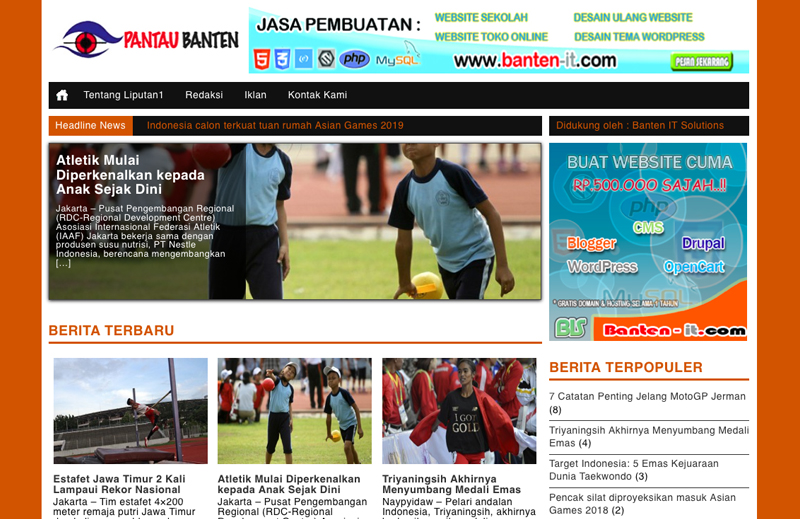 PANTAU BANTEN
JASA PEMBUATAN :
WEBSITE SEKOLAH
DESAIN ULANG WEBSITE
WEBSITE TOKO ONLINE
DESAIN TEMA WORDPRESS
php
MySQL
www.banten-it.com
PESAN SEKARANG
Tentang Liputan1
Redaksi
Iklan
Kontak Kami
Headline News
Indonesia calon terkuat tuan rumah Asian Games 2019
Didukung oleh : Banten IT Solutions
Atletik Mulai
Diperkenalkan kepada
Anak Sejak Dini
Jakarta – Pusat Pengembangan Regional
(RDC-Regional Development Centre)
Asosiasi Internasional Federasi Atletik
(IAAF) Jakarta bekerja sama dengan
produsen susu nutrisi, PT Nestle
Indonesia, berencana mengembangkan
[...]
BUAT WEBSITE CUMA
RP.500.000 SAJAH..!!
php
CMS
Blogger
Drupal
WordPress
OpenCart
MySQL
* GRATIS DOMAIN & HOSTING SELAMA 1 TAHUN
BIS
Banten-it.com
BERITA TERBARU
I GOT
GOLD
Estafet Jawa Timur 2 Kali
Lampaui Rekor Nasional
Jakarta – Tim estafet 4×200
meter remaja putri Jawa Timur
Atletik Mulai Diperkenalkan
kepada Anak Sejak Dini
Jakarta – Pusat Pengembangan
Regional (RDC-Regional
Triyaningsih Akhirnya
Menyumbang Medali Emas
Naypyidaw – Pelari andalan
Indonesia, Triyaningsih, akhirnya
BERITA TERPOPULER
7 Catatan Penting Jelang MotoGP Jerman
(8)
Triyaningsih Akhirnya Menyumbang Medali
Emas (4)
Target Indonesia: 5 Emas Kejuaraan
Dunia Taekwondo (3)
Pencak silat diproyeksikan masuk Asian
Games 2018 (2)